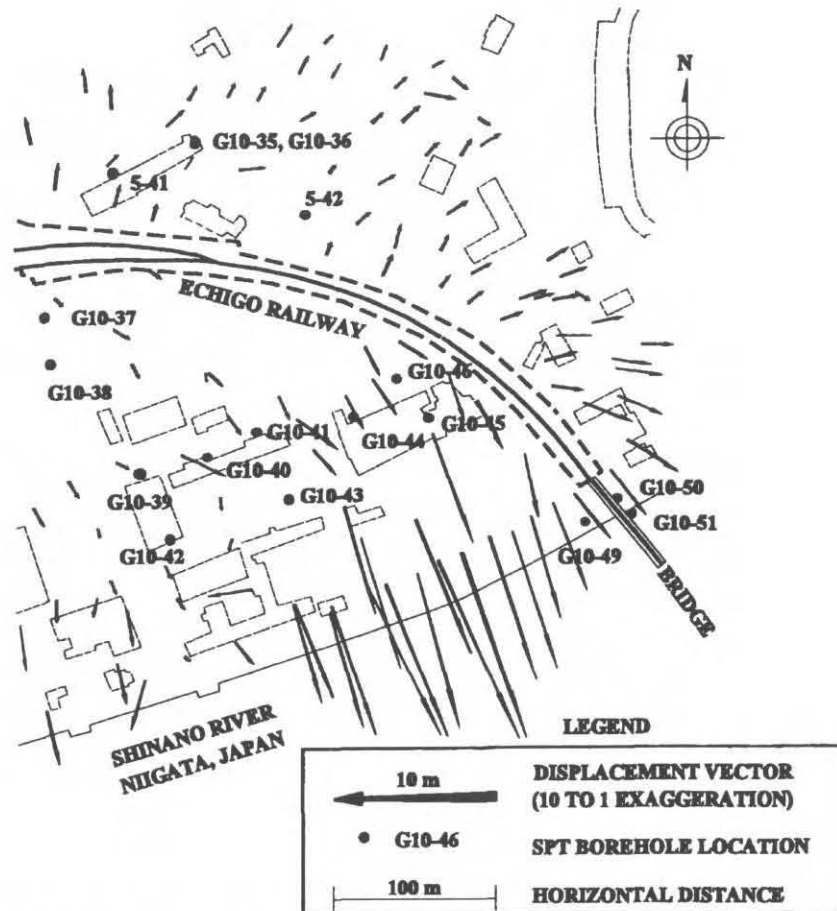 N
G10-35, G10-36
5-41
5-42
ECHIGO RAILWAY
G10-37
G10-38
G10-46
G10-41
G10-44
G10-45
G10-40
G10-39
G10-43
G10-50
G10-51
G10-42
G10-49
BRIDGE
SHINANO RIVER
NIIGATA, JAPAN
LEGEND
10 m
DISPLACEMENT VECTOR
(10 TO 1 EXAGGERATION)
G10-46
SPT BOREHOLE LOCATION
100 m
HORIZONTAL DISTANCE